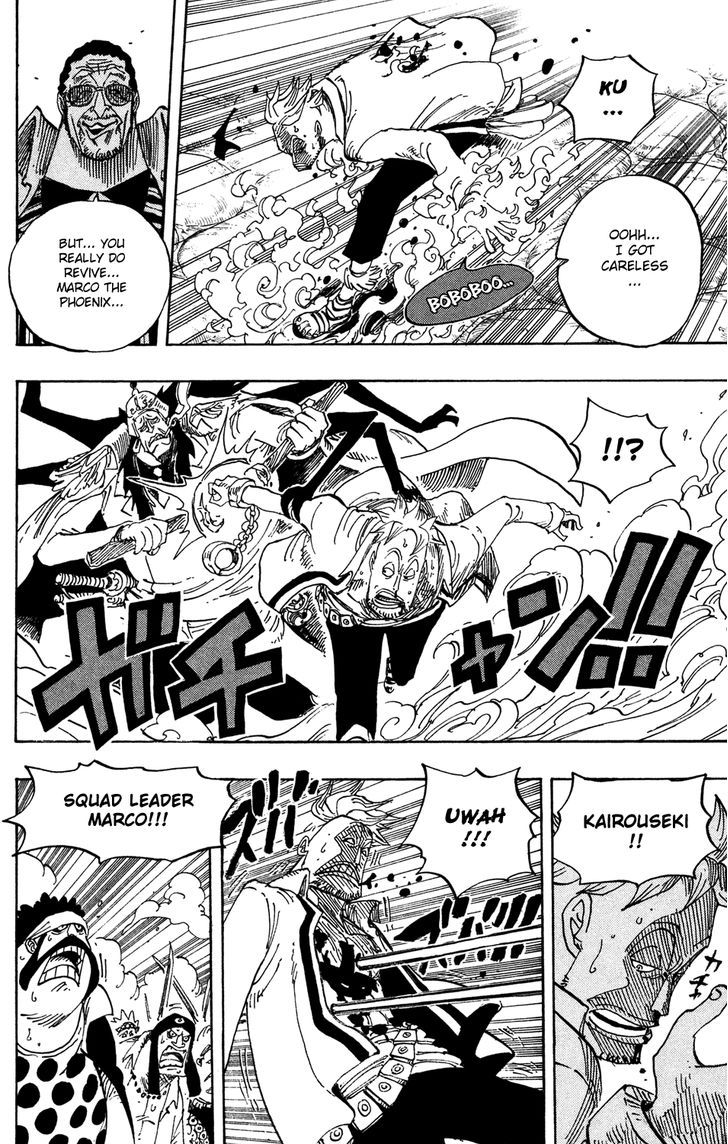 KU
...
OOHH...
I GOT
CARELESS
...
BOBOBOO...
BUT... YOU
REALLY DO
REVIVE...
MARCO THE
PHOENIX...
!!?
ガチャン!!
KAIROUSEKI
!!
UWAH
!!!
SQUAD LEADER
MARCO!!!